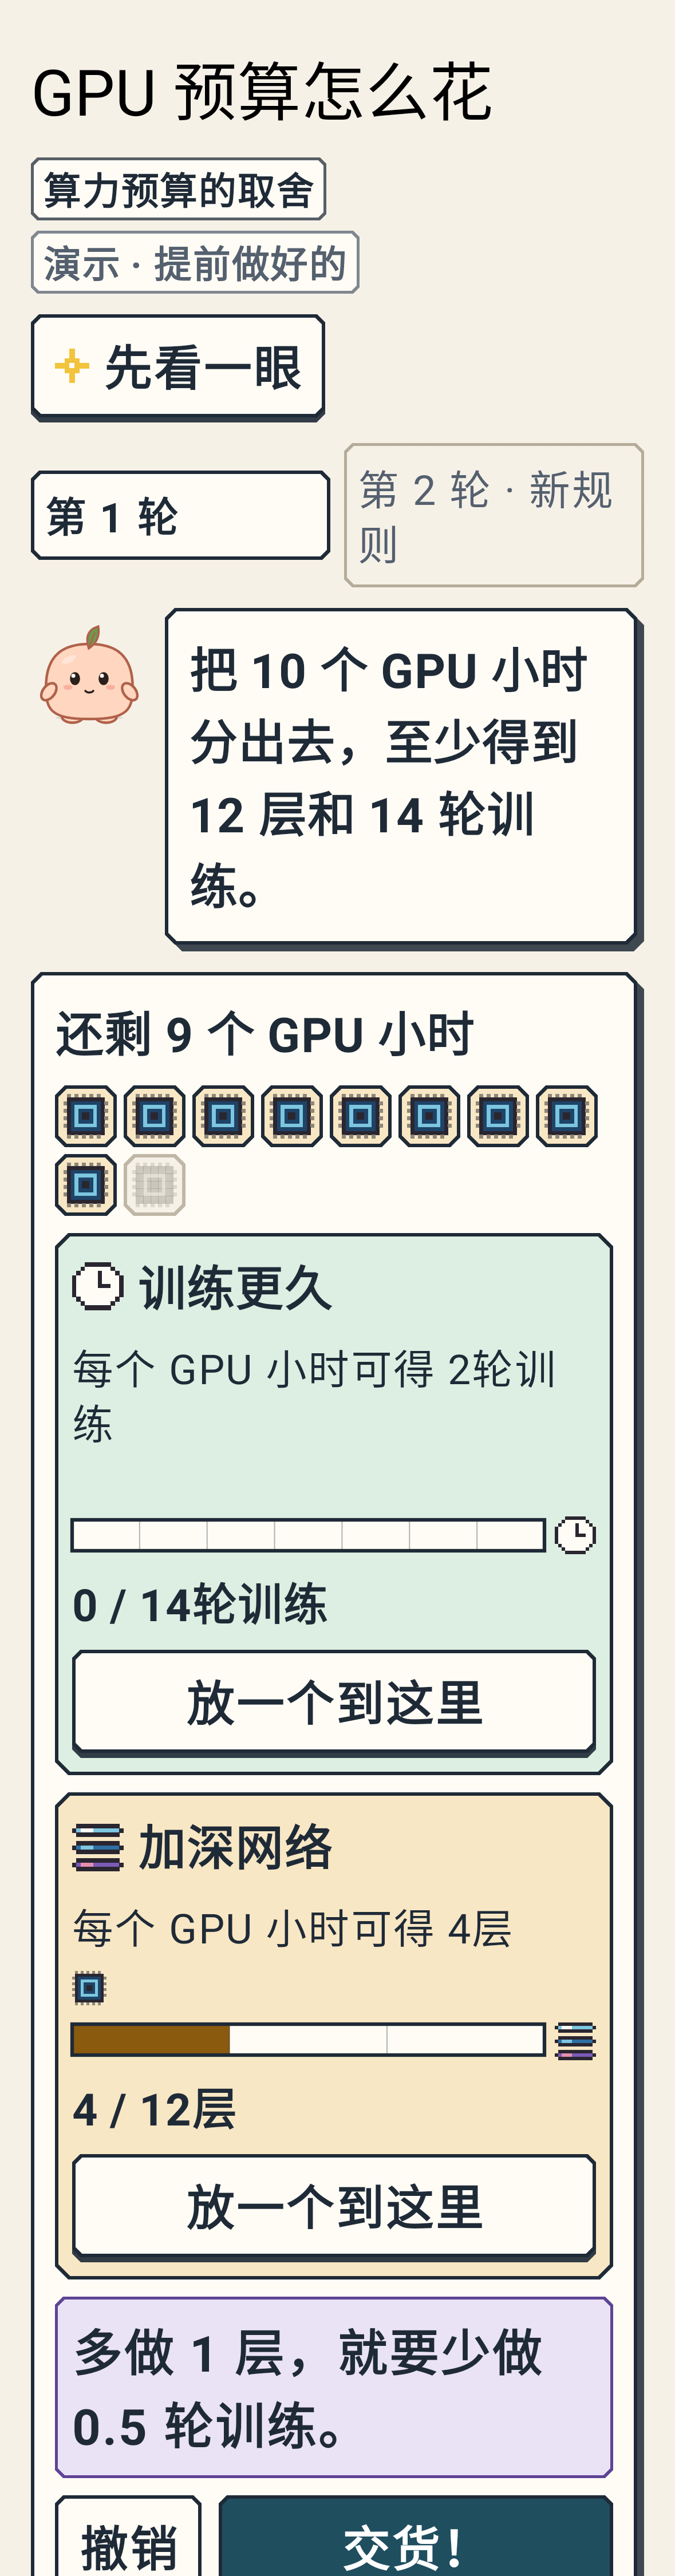 GPU 预算怎么花
算力预算的取舍
演示 · 提前做好的
先看一眼
第 1 轮
第 2 轮 · 新规
则
把 10 个 GPU 小时
分出去，至少得到
12 层和 14 轮训
练。
还剩 9 个 GPU 小时
训练更久
每个 GPU 小时可得 2轮训
练
0 / 14轮训练
放一个到这里
加深网络
每个 GPU 小时可得 4层
4 / 12层
放一个到这里
多做 1 层，就要少做
0.5 轮训练。
撤销
交货！